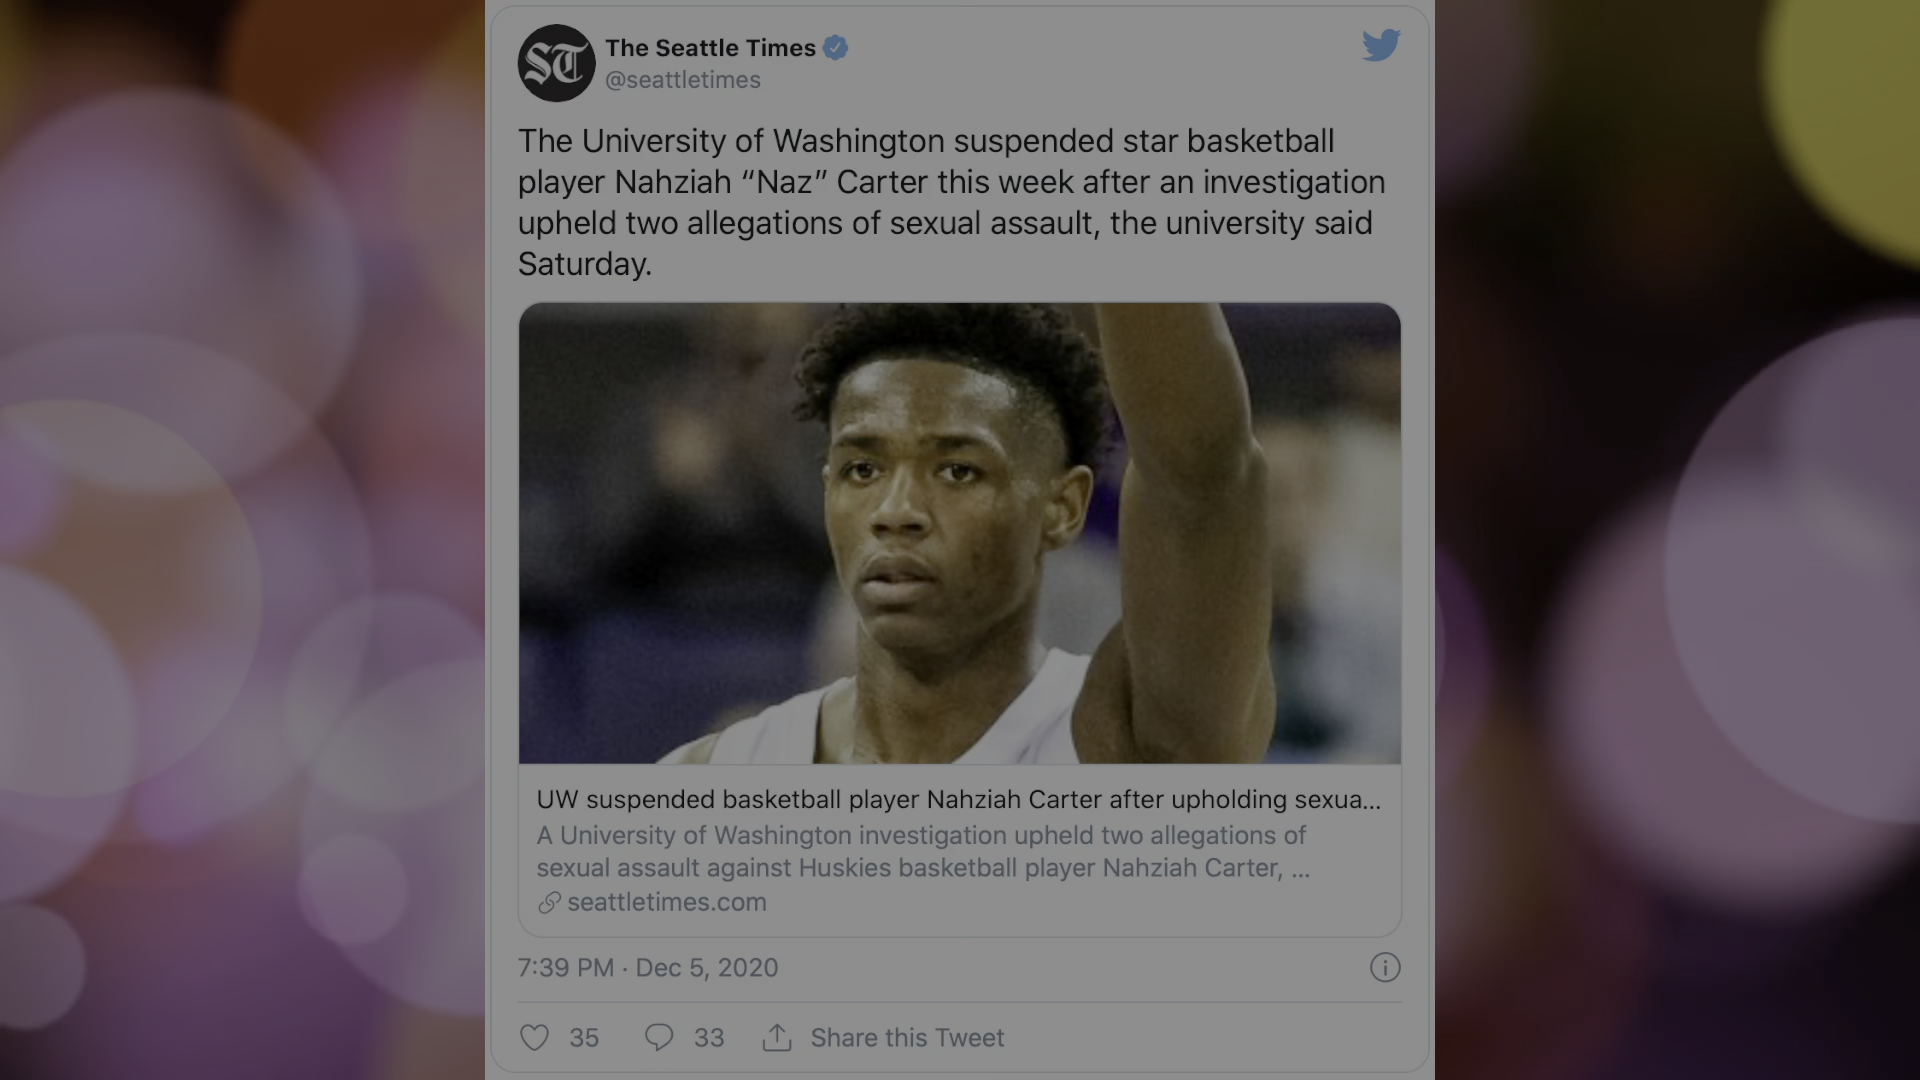 ST
The Seattle Times
@seattletimes
The University of Washington suspended star basketball
player Nahziah “Naz” Carter this week after an investigation
upheld two allegations of sexual assault, the university said
Saturday.
UW suspended basketball player Nahziah Carter after upholding sexua...
A University of Washington investigation upheld two allegations of
sexual assault against Huskies basketball player Nahziah Carter, ...
seattletimes.com
7:39 PM · Dec 5, 2020
35 33 Share this Tweet